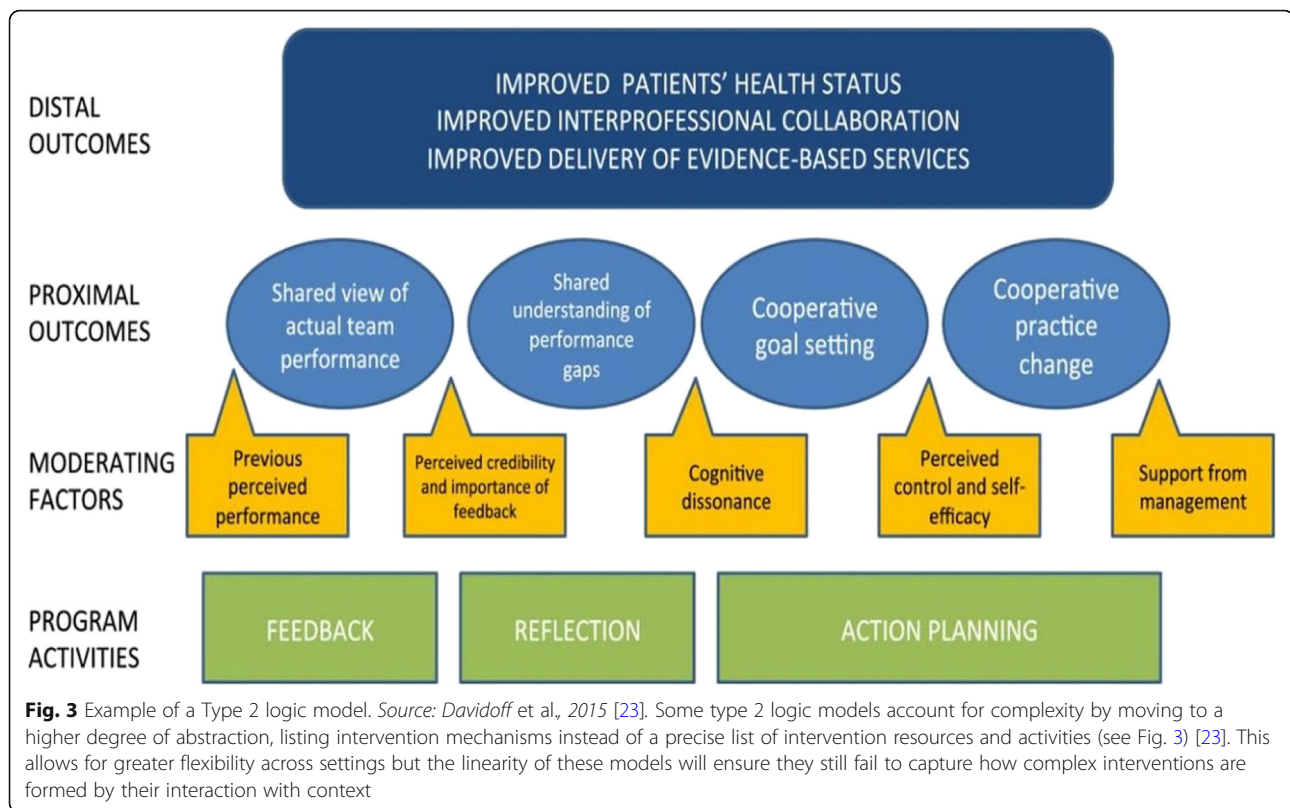 DISTAL
OUTCOMES
IMPROVED PATIENTS' HEALTH STATUS
IMPROVED INTERPROFESSIONAL COLLABORATION
IMPROVED DELIVERY OF EVIDENCE-BASED SERVICES
PROXIMAL
OUTCOMES
Shared view of
actual team
performance
Shared
understanding of
performance
gaps
Cooperative
goal setting
Cooperative
practice
change
MODERATING
FACTORS
Previous
perceived
performance
Perceived credibility
and importance of
feedback
Cognitive
dissonance
Perceived
control and self-
efficacy
Support from
management
PROGRAM
ACTIVITIES
FEEDBACK
REFLECTION
ACTION PLANNING
Fig. 3 Example of a Type 2 logic model. Source: Davidoff et al., 2015 [23]. Some type 2 logic models account for complexity by moving to a
higher degree of abstraction, listing intervention mechanisms instead of a precise list of intervention resources and activities (see Fig. 3) [23]. This
allows for greater flexibility across settings but the linearity of these models will ensure they still fail to capture how complex interventions are
formed by their interaction with context